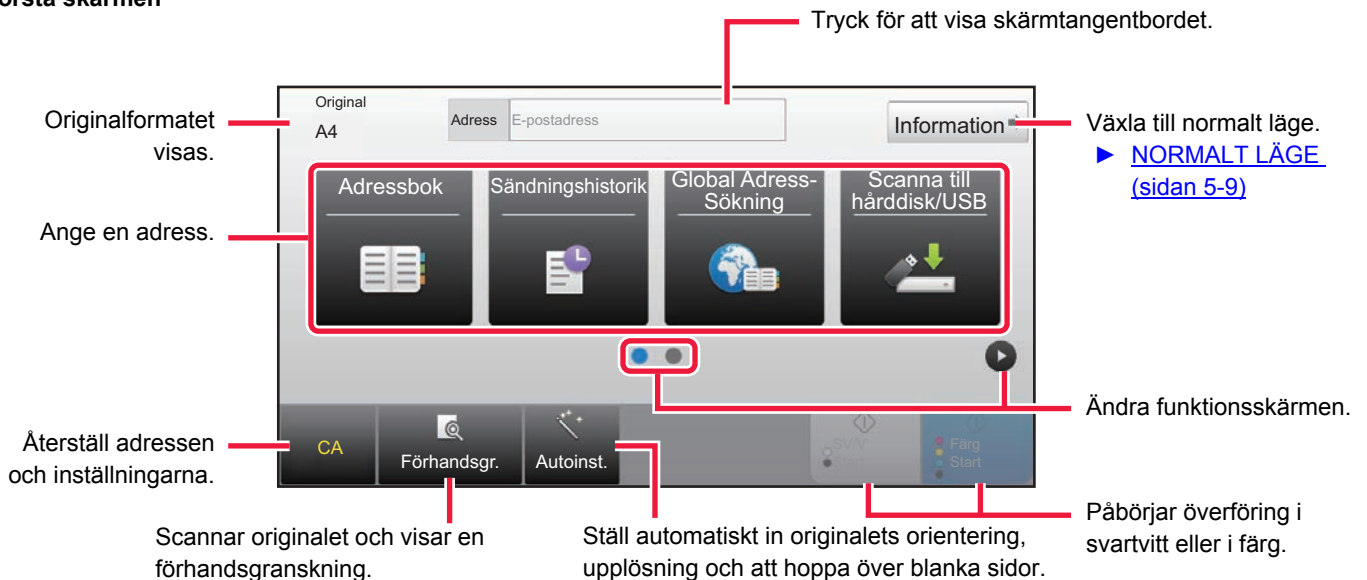 örsta skärmen
Tryck för att visa skärmtangentbordet.
Originalformatet
visas.
Original
A4
Adress E-postadress
Information
Växla till normalt läge.
► NORMALT LÄGE
(sidan 5-9)
Ange en adress.
Adressbok
Sändningshistorik
Global Adress-
Sökning
Scanna till
hårddisk/USB
Ändra funktionsskärmen.
Återställ adressen
och inställningarna.
CA
Förhandsgr.
Autoinst.
SV/V
Start
Färg
Start
Påbörjar överföring i
svartvitt eller i färg.
Scannar originalet och visar en
förhandsgranskning.
Ställ automatiskt in originalets orientering,
upplösning och att hoppa över blanka sidor.